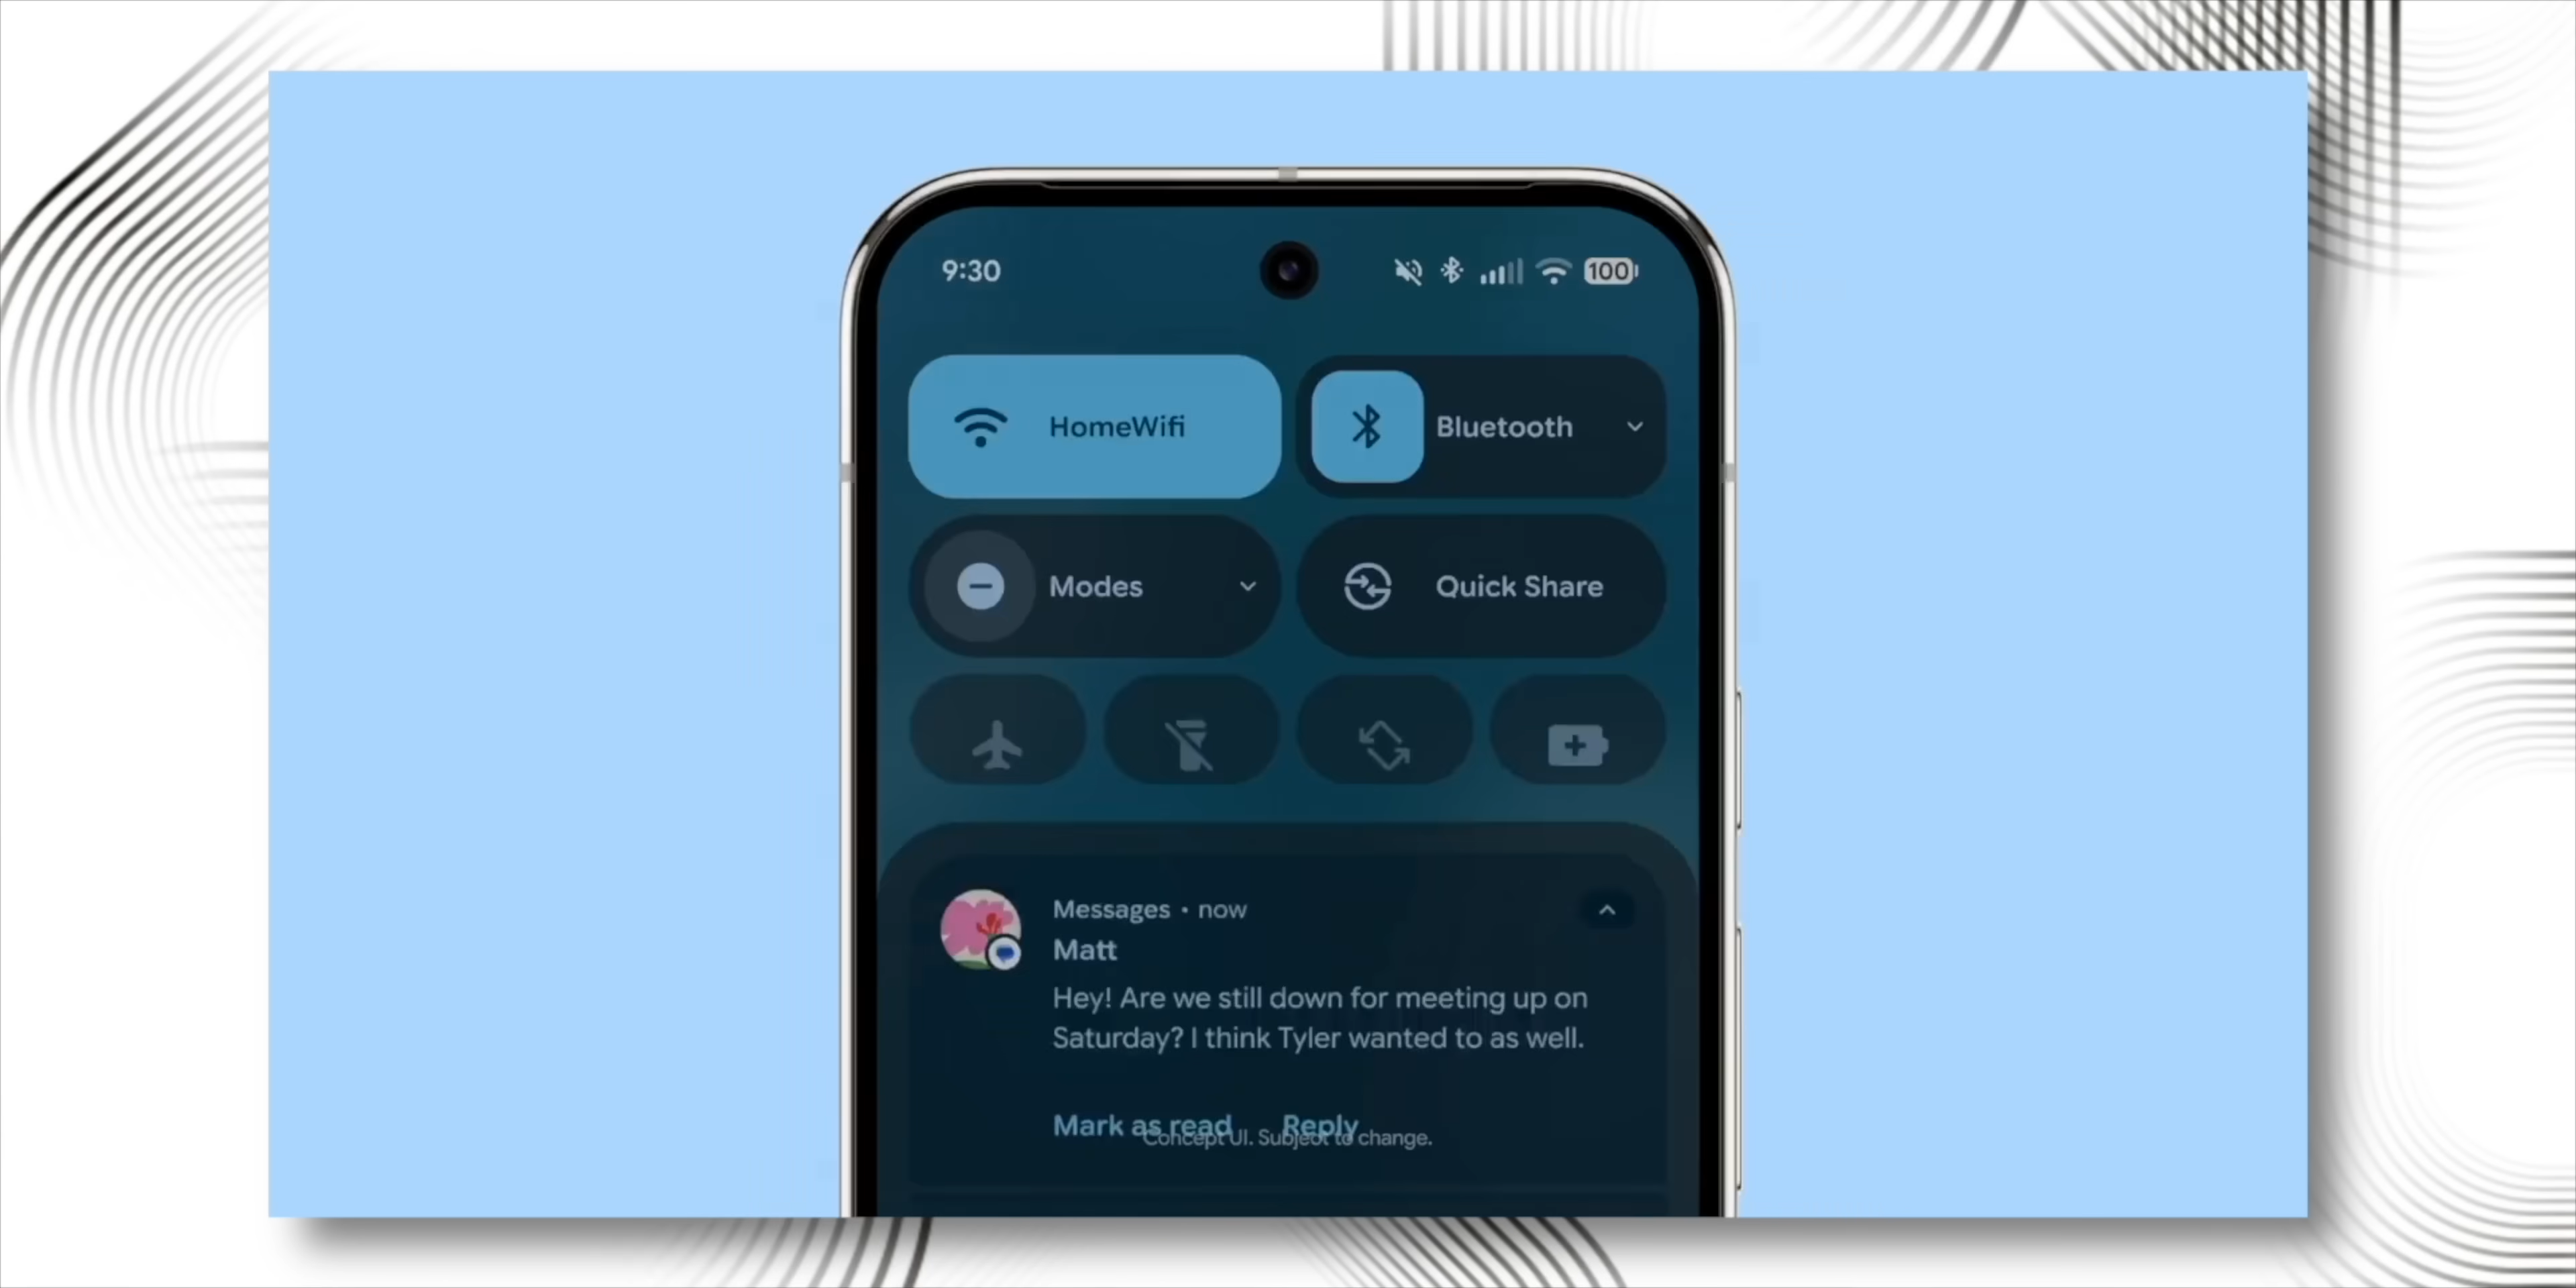 9:30
100
HomeWifi
Bluetooth
Modes
Quick Share
Messages • now
Matt
Hey! Are we still down for meeting up on
Saturday? I think Tyler wanted to as well.
Mark as read Reply
Concept UI. Subject to change.